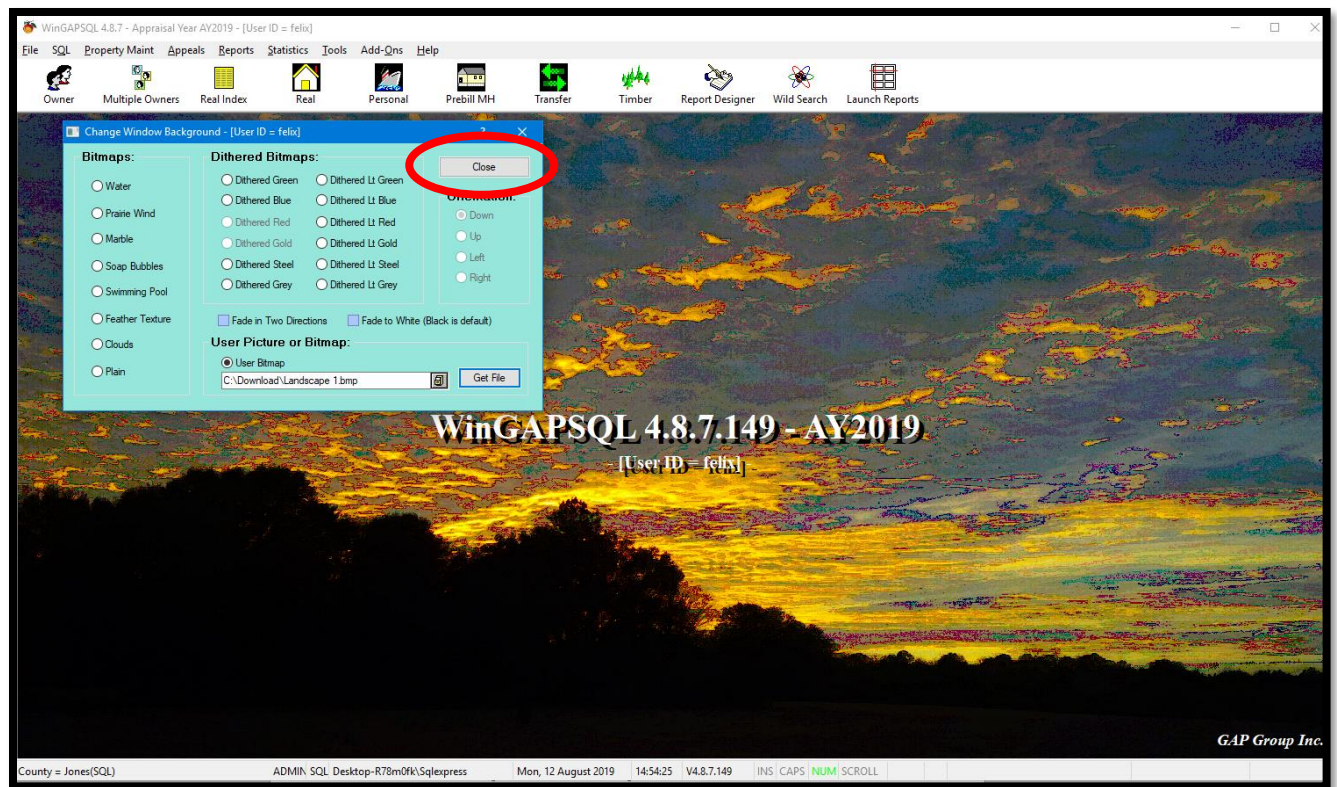 WinGAPSQL 4.8.7 - Appraisal Year AY2019 - [User ID = felix]
File SQL Property Maint Appeals Reports Statistics Tools Add-Ons Help
Owner Multiple Owners Real Index Real Personal Prebill MH Transfer Timber Report Designer Wild Search Launch Reports
Change Window Background - [User ID = felix] ?
Bitmaps:
Water
Prairie Wind
Marble
Soap Bubbles
Swimming Pool
Feather Texture
Clouds
Plain
Dithered Bitmaps:
Dithered Green Dithered Lt Green
Dithered Blue Dithered Lt Blue
Dithered Red Dithered Lt Red
Dithered Gold Dithered Lt Gold
Dithered Steel Dithered Lt Steel
Dithered Grey Dithered Lt Grey
Close
Orientation:
Down
Up
Left
Right
Fade in Two Directions Fade to White (Black is default)
User Picture or Bitmap:
User Bitmap
C:\Download\Landscape 1.bmp Get File
WinGAPSQL 4.8.7.149 - AY2019
- [User ID = felix]
GAP Group Inc.
County = Jones(SQL) ADMIN SQL Desktop-R78m0fk\Sqlexpress Mon, 12 August 2019 14:54:25 V4.8.7.149 INS CAPS NUM SCROLL